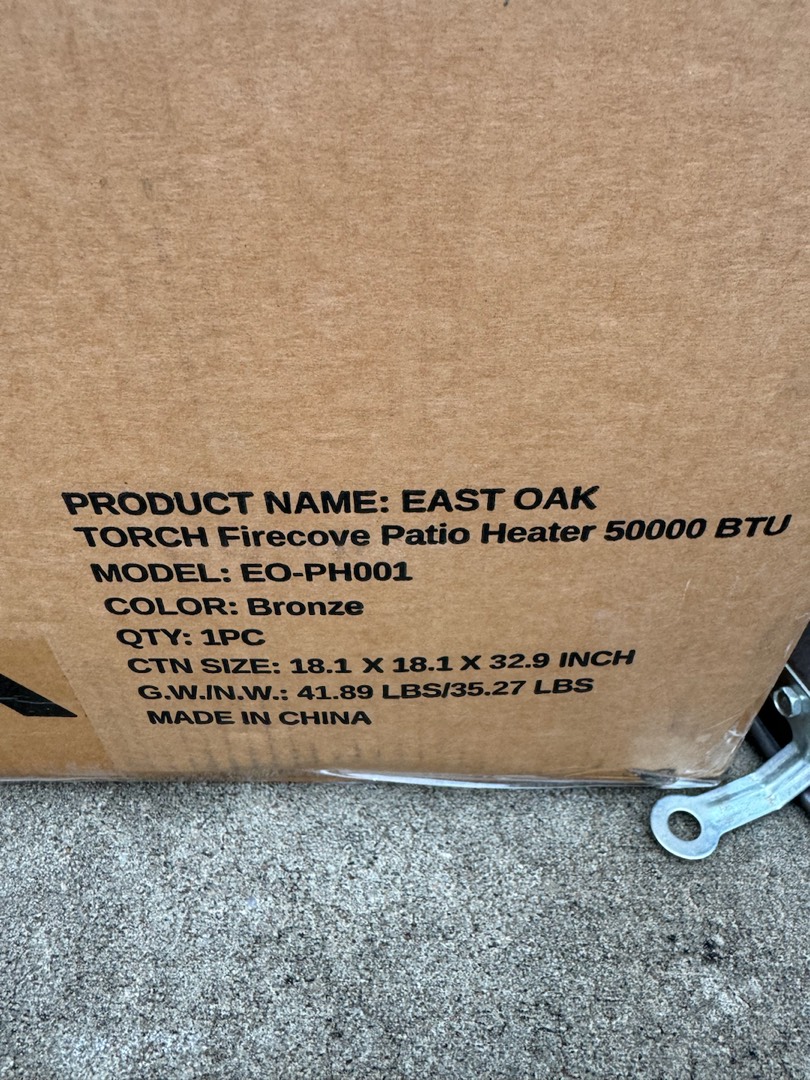 PRODUCT NAME: EAST OAK
TORCH Firecove Patio Heater 50000 BTU
MODEL: EO-PH001
COLOR: Bronze
QTY: 1PC
CTN SIZE: 18.1 X 18.1 X 32.9 INCH
G.W./N.W.: 41.89 LBS/35.27 LBS
MADE IN CHINA